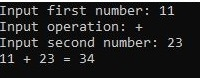 Input first number: 11
Input operation: +
Input second number: 23
11 + 23 = 34